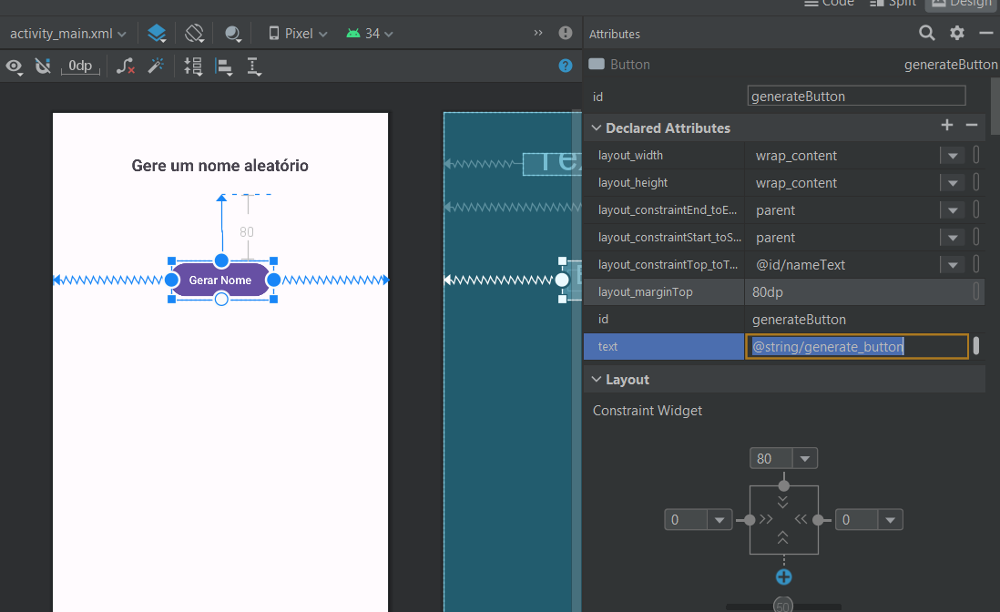 Code Split Design
activity_main.xml Pixel 34
Attributes
0dp
Button generateButton
id generateButton
Declared Attributes
layout_width wrap_content
layout_height wrap_content
layout_constraintEnd_toE... parent
layout_constraintStart_toS... parent
layout_constraintTop_toT... @id/nameText
layout_marginTop 80dp
id generateButton
text @string/generate_button
Layout
Constraint Widget
80
0 0
50
Gere um nome aleatório
80
Gerar Nome